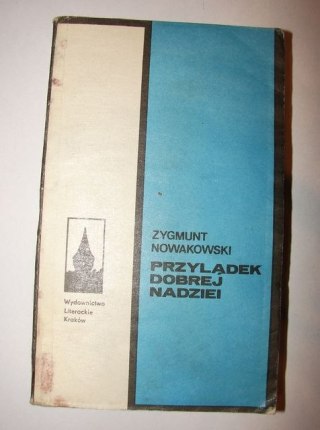 ZYGMUNT
NOWAKOWSKI
PRZYLĄDEK
DOBREJ
NADZIEI
Wydawnictwo
Literackie
Kraków